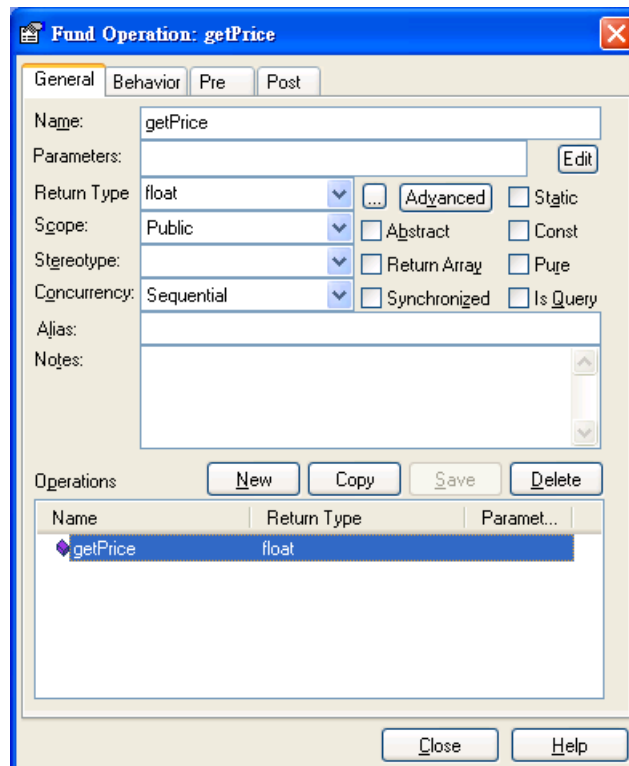 Fund Operation: getPrice
General Behavior Pre Post
Name: getPrice
Parameters: Edit
Return Type float ... Advanced Static
Scope: Public Abstract Const
Stereotype: Return Array Pure
Concurrency: Sequential Synchronized Is Query
Alias:
Notes:
Operations New Copy Save Delete
Name Return Type Paramet...
getPrice float
Close Help